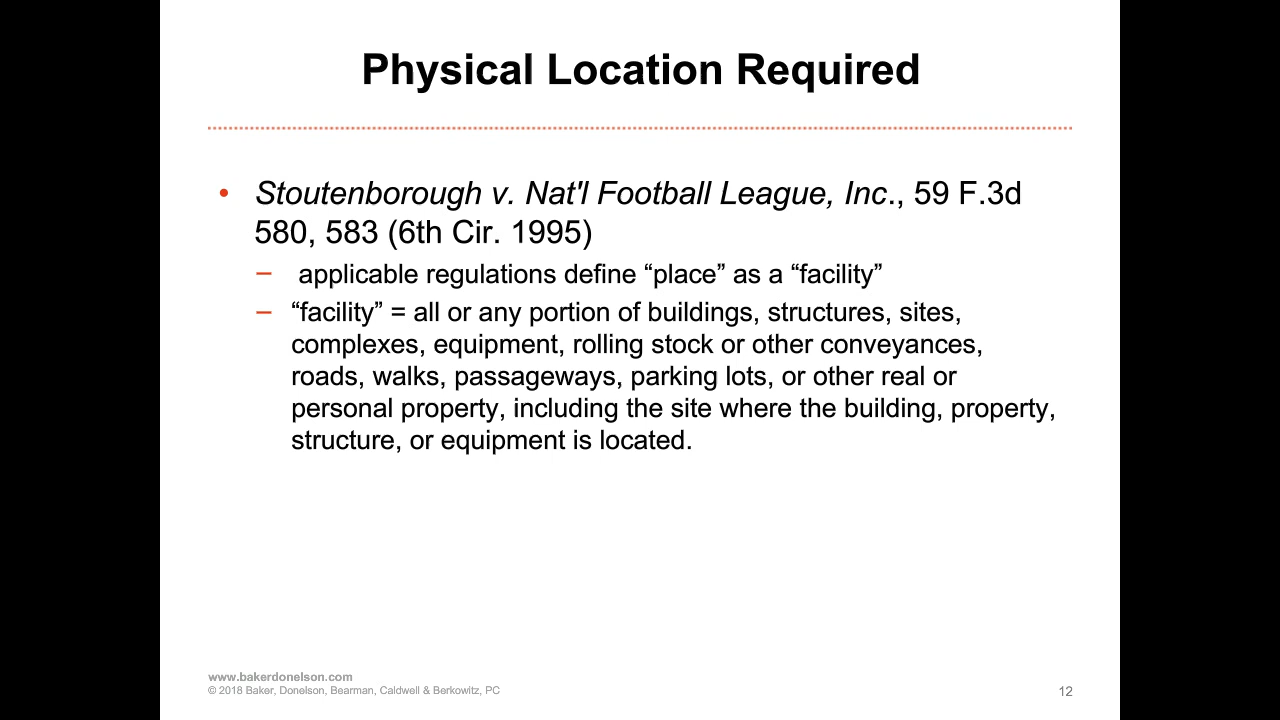 Physical Location Required
• Stoutenborough v. Nat'l Football League, Inc., 59 F.3d
580, 583 (6th Cir. 1995)
– applicable regulations define “place” as a “facility”
– “facility” = all or any portion of buildings, structures, sites,
complexes, equipment, rolling stock or other conveyances,
roads, walks, passageways, parking lots, or other real or
personal property, including the site where the building, property,
structure, or equipment is located.
www.bakerdonelson.com
© 2018 Baker, Donelson, Bearman, Caldwell & Berkowitz, PC
12